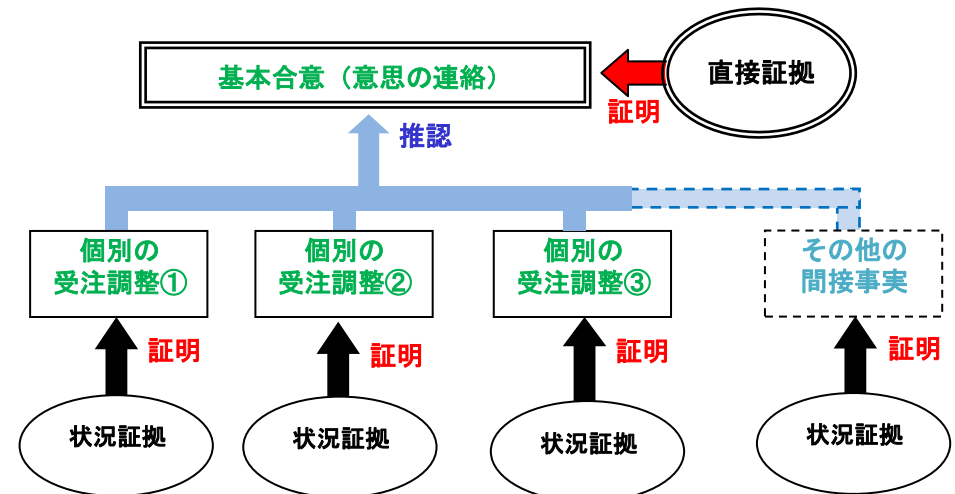 基本合意（意思の連絡）
直接証拠
証明
推認
個別の
受注調整①
個別の
受注調整②
個別の
受注調整③
その他の
間接事実
証明
証明
証明
証明
状況証拠
状況証拠
状況証拠
状況証拠